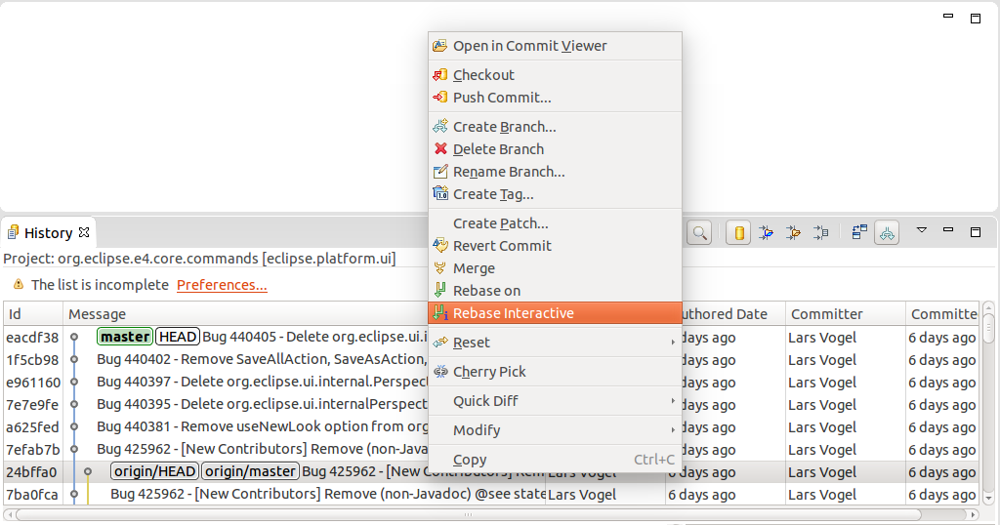 Open in Commit Viewer
Checkout
Push Commit...
Create Branch...
Delete Branch
Rename Branch...
Create Tag...
Create Patch...
Revert Commit
Merge
Rebase on
Rebase Interactive
Reset
Cherry Pick
Quick Diff
Modify
Copy Ctrl+C
History
Project: org.eclipse.e4.core.commands [eclipse.platform.ui]
The list is incomplete Preferences...
Id Message uthored Date Committer Committe
eacdf38 master HEAD Bug 440405 - Delete org.eclipse.ui.i days ago Lars Vogel 6 days ago
1f5cb98 Bug 440402 - Remove SaveAllAction, SaveAsAction, days ago Lars Vogel 6 days ago
e961160 Bug 440397 - Delete org.eclipse.ui.internal.Perspect days ago Lars Vogel 6 days ago
7e7e9fe Bug 440395 - Delete org.eclipse.ui.internalPerspect days ago Lars Vogel 6 days ago
a625fed Bug 440381 - Remove useNewLook option from org days ago Lars Vogel 6 days ago
7efab7b Bug 425962 - [New Contributors] Remove (non-Javad days ago Lars Vogel 6 days ago
24bffa0 origin/HEAD origin/master Bug 425962 - [New Contributors] Rem Lars Vogel 6 days ago Lars Vogel 6 days ago
7ba0fca Bug 425962 - [New Contributors] Remove (non-Javadoc) @see state Lars Vogel 6 days ago Lars Vogel 6 days ago